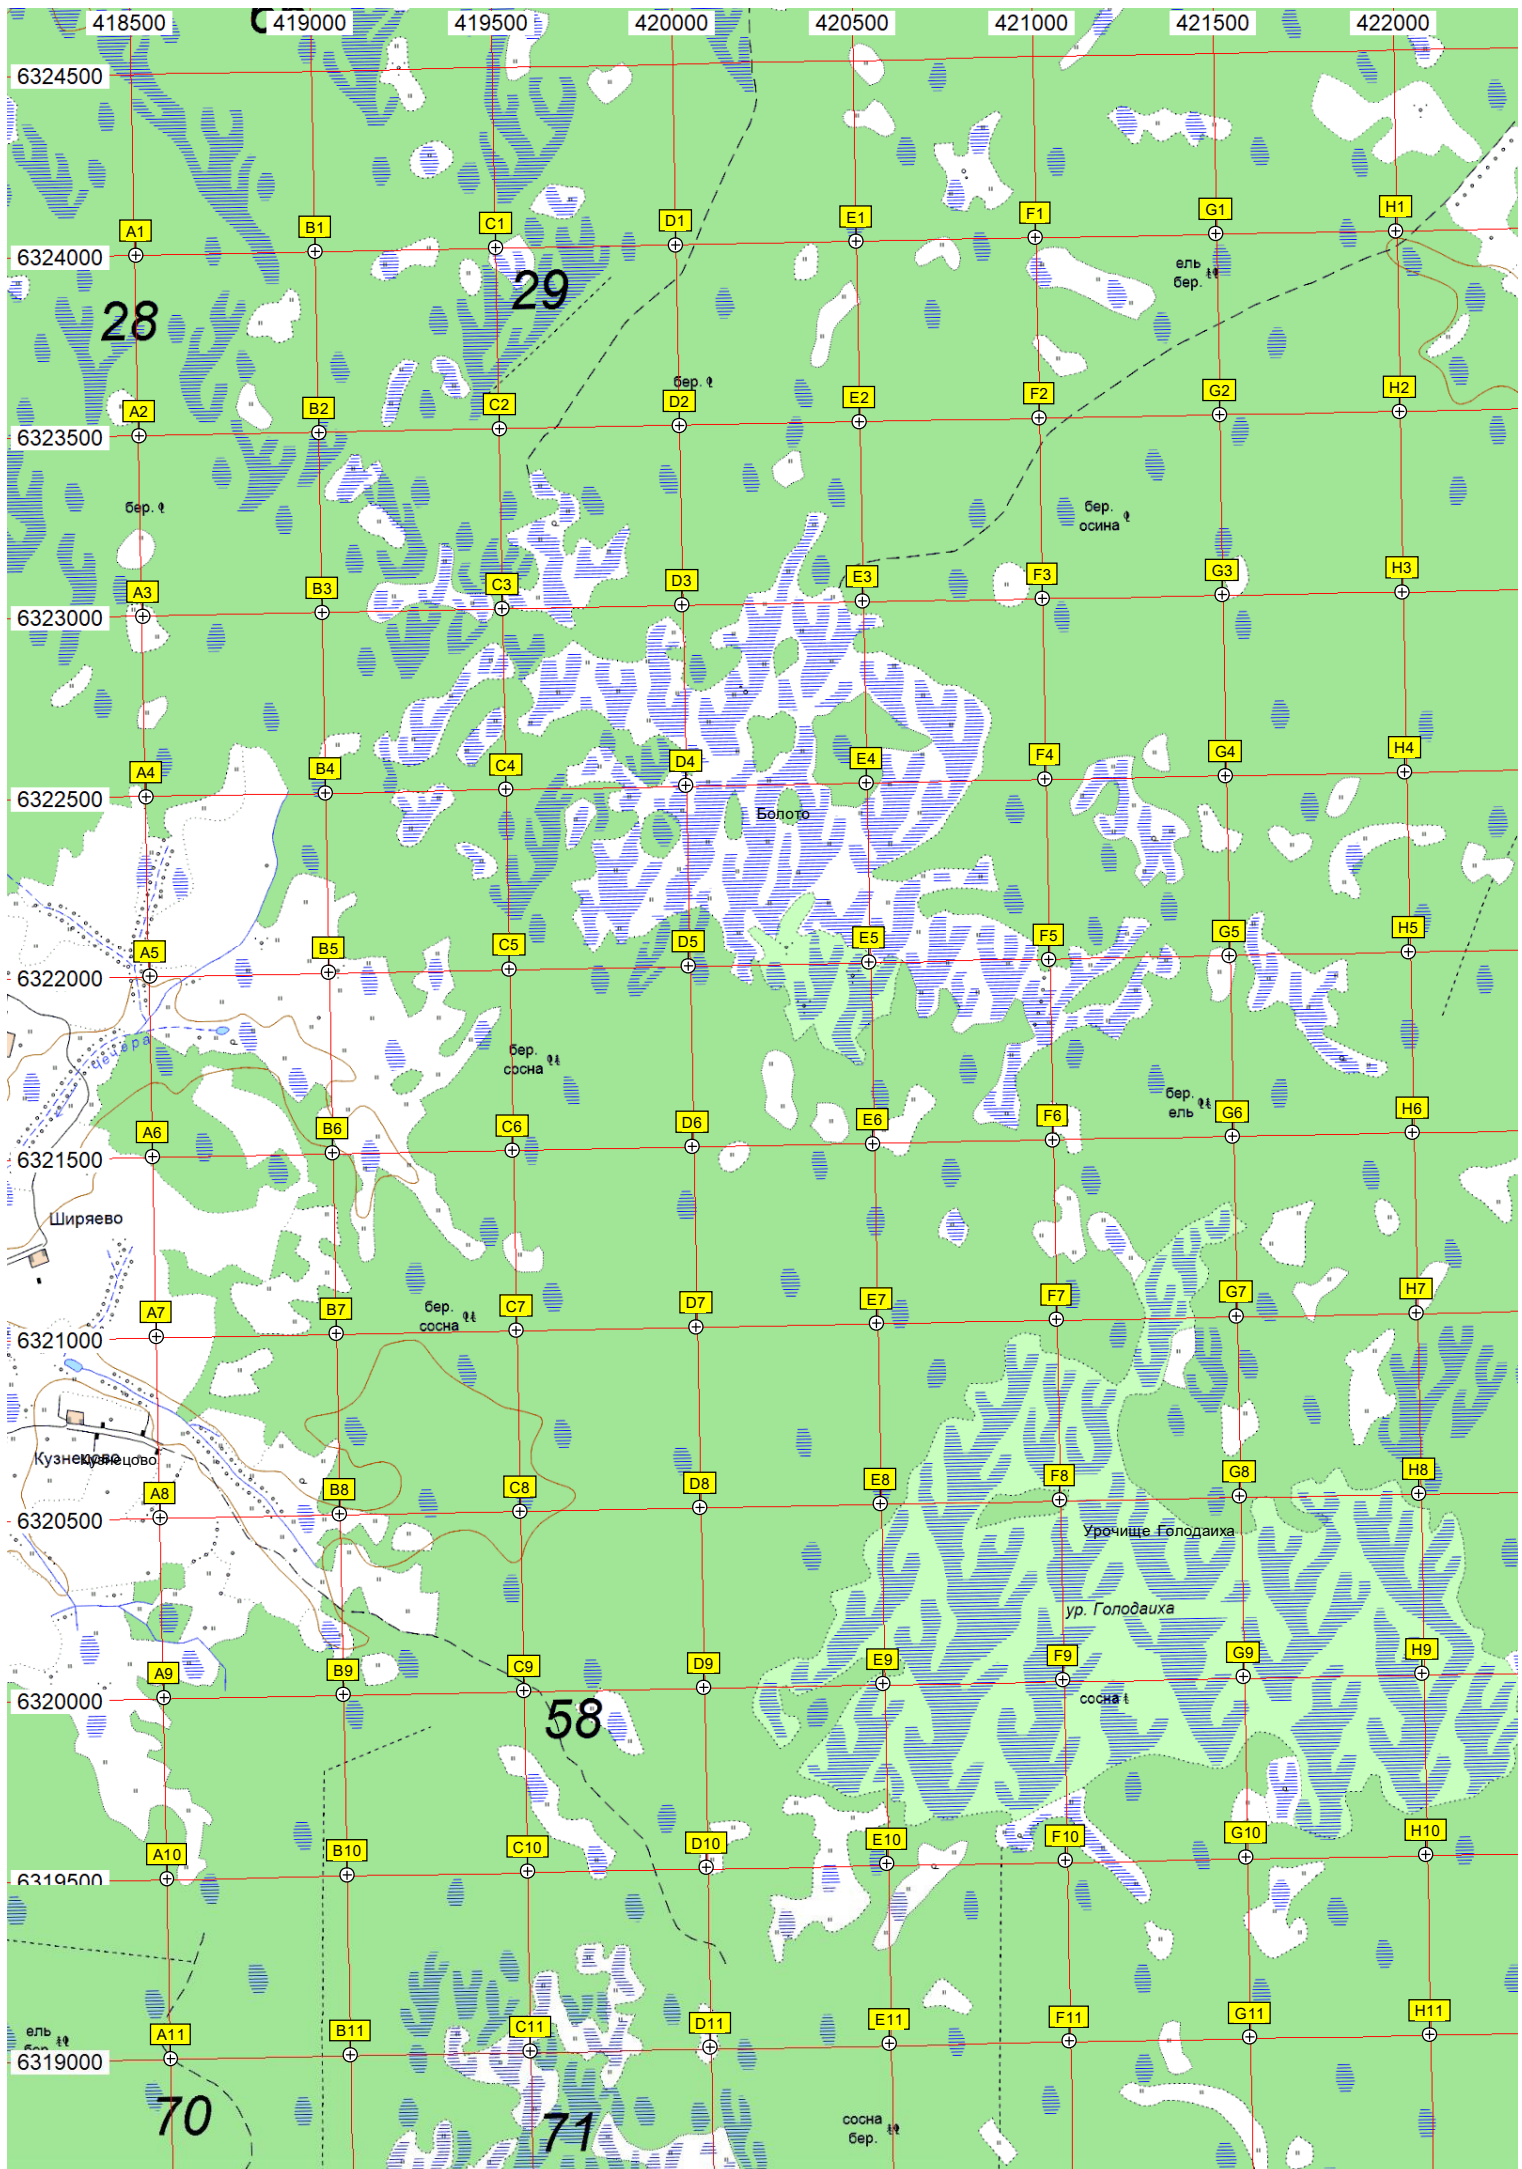 418500 419000 419500 420000 420500 421000 421500 422000
6324500
A1 B1 C1 D1 E1 F1 G1 H1
6324000
ель
бер.
28
29
бер.
A2 B2 C2 D2 E2 F2 G2 H2
6323500
бер.
бер.
осина
A3 B3 C3 D3 E3 F3 G3 H3
6323000
A4 B4 C4 D4 E4 F4 G4 H4
6322500
Болото
A5 B5 C5 D5 E5 F5 G5 H5
6322000
Чечера
бер.
сосна
бер.
ель
A6 B6 C6 D6 E6 F6 G6 H6
6321500
Ширяево
A7 B7 C7 D7 E7 F7 G7 H7
6321000
бер.
сосна
Кузнецово
Кузнецово
A8 B8 C8 D8 E8 F8 G8 H8
6320500
Урочище Голодаиха
ур. Голодаиха
A9 B9 C9 D9 E9 F9 G9 H9
6320000
сосна
58
A10 B10 C10 D10 E10 F10 G10 H10
6319500
A11 B11 C11 D11 E11 F11 G11 H11
ель
бер.
6319000
70
71
сосна
бер.